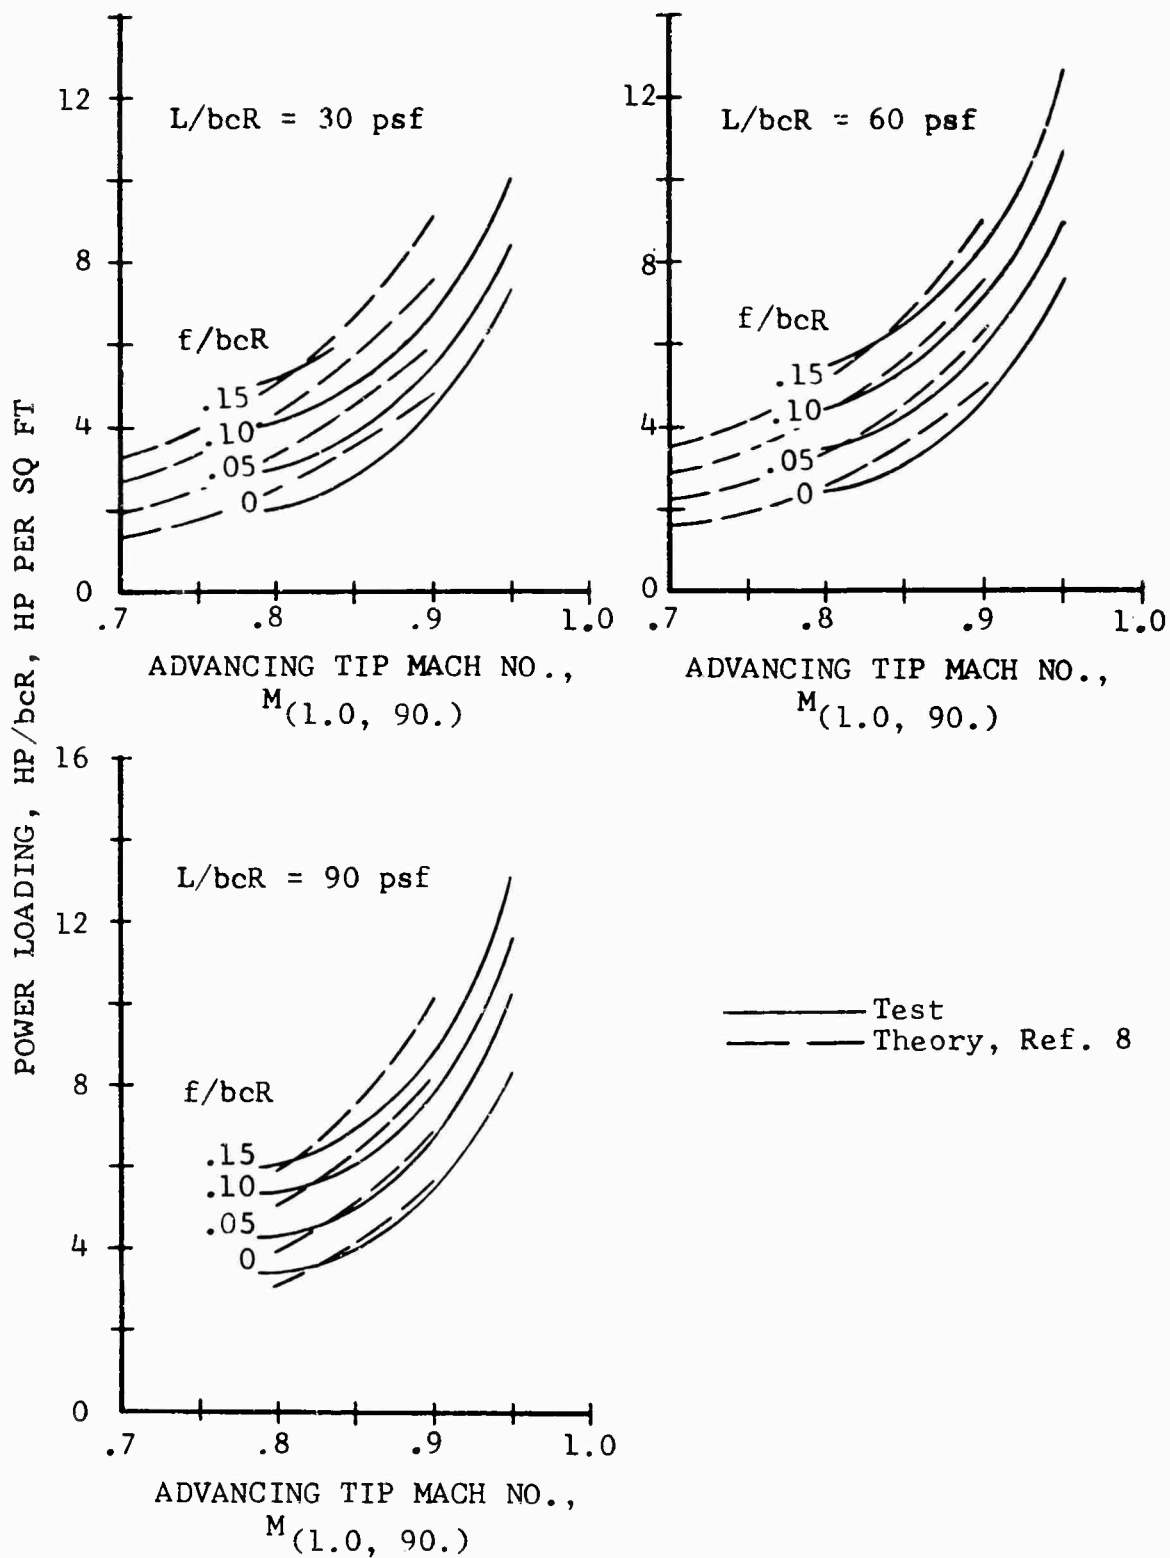 POWER LOADING, HP/bcR, HP PER SQ FT
12
8
4
0
L/bcR = 30 psf
f/bcR
.15
.10
.05
0
.7 .8 .9 1.0
ADVANCING TIP MACH NO.,
M(1.0, 90.)
12
8
4
0
L/bcR = 60 psf
f/bcR
.15
.10
.05
0
.7 .8 .9 1.0
ADVANCING TIP MACH NO.,
M(1.0, 90.)
16
12
8
4
0
L/bcR = 90 psf
f/bcR
.15
.10
.05
0
.7 .8 .9 1.0
ADVANCING TIP MACH NO.,
M(1.0, 90.)
Test
Theory, Ref. 8